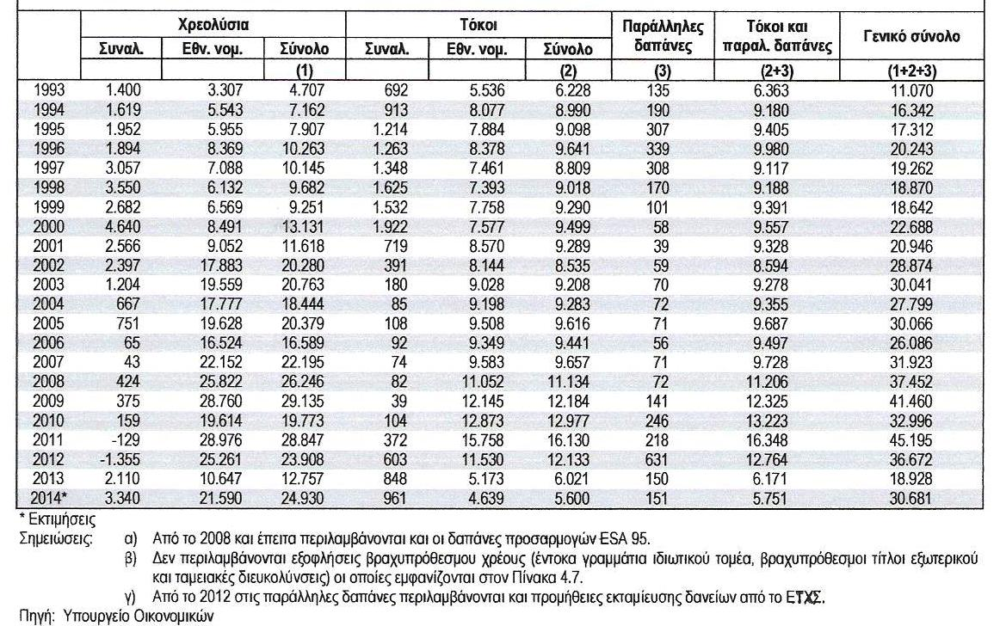 Χρεολύσια Τόκοι Παράλληλες δαπάνες Τόκοι και παραλ. δαπάνες Γενικό σύνολο
Συναλ. Εθν. νομ. Σύνολο Συναλ. Εθν. νομ. Σύνολο
(1) (2) (3) (2+3) (1+2+3)
1993 1.400 3.307 4.707 692 5.536 6.228 135 6.363 11.070
1994 1.619 5.543 7.162 913 8.077 8.990 190 9.180 16.342
1995 1.952 5.955 7.907 1.214 7.884 9.098 307 9.405 17.312
1996 1.894 8.369 10.263 1.263 8.378 9.641 339 9.980 20.243
1997 3.057 7.088 10.145 1.348 7.461 8.809 308 9.117 19.262
1998 3.550 6.132 9.682 1.625 7.393 9.018 170 9.188 18.870
1999 2.682 6.569 9.251 1.532 7.758 9.290 101 9.391 18.642
2000 4.640 8.491 13.131 1.922 7.577 9.499 58 9.557 22.688
2001 2.566 9.052 11.618 719 8.570 9.289 39 9.328 20.946
2002 2.397 17.883 20.280 391 8.144 8.535 59 8.594 28.874
2003 1.204 19.559 20.763 180 9.028 9.208 70 9.278 30.041
2004 667 17.777 18.444 85 9.198 9.283 72 9.355 27.799
2005 751 19.628 20.379 108 9.508 9.616 71 9.687 30.066
2006 65 16.524 16.589 92 9.349 9.441 56 9.497 26.086
2007 43 22.152 22.195 74 9.583 9.657 71 9.728 31.923
2008 424 25.822 26.246 82 11.052 11.134 72 11.206 37.452
2009 375 28.760 29.135 39 12.145 12.184 141 12.325 41.460
2010 159 19.614 19.773 104 12.873 12.977 246 13.223 32.996
2011 -129 28.976 28.847 372 15.758 16.130 218 16.348 45.195
2012 -1.355 25.261 23.908 603 11.530 12.133 631 12.764 36.672
2013 2.110 10.647 12.757 848 5.173 6.021 150 6.171 18.928
2014* 3.340 21.590 24.930 961 4.639 5.600 151 5.751 30.681
* Εκτιμήσεις
Σημειώσεις: α) Από το 2008 και έπειτα περιλαμβάνονται και οι δαπάνες προσαρμογών ESA 95.
β) Δεν περιλαμβάνονται εξοφλήσεις βραχυπρόθεσμου χρέους (έντοκα γραμμάτια ιδιωτικού τομέα, βραχυπρόθεσμοι τίτλοι εξωτερικού
και ταμειακές διευκολύνσεις) οι οποίες εμφανίζονται στον Πίνακα 4.7.
γ) Από το 2012 στις παράλληλες δαπάνες περιλαμβάνονται και προμήθειες εκταμίευσης δανείων από το ΕΤΧΣ.
Πηγή: Υπουργείο Οικονομικών